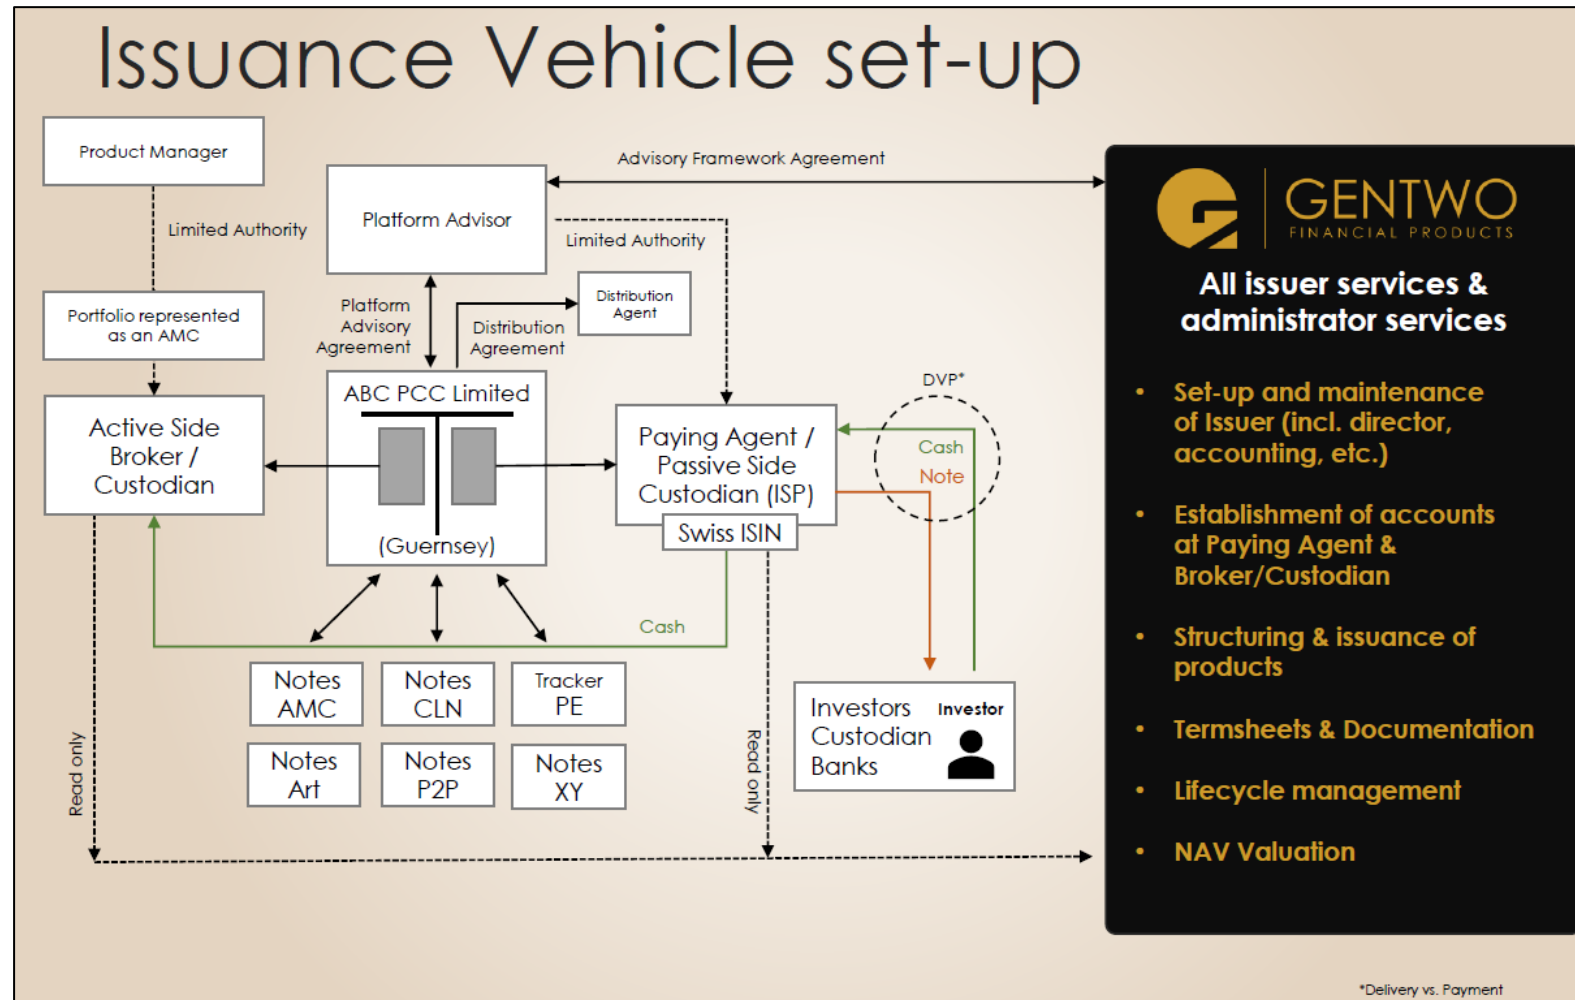 Issuance Vehicle set-up
Product Manager
Limited Authority
Portfolio represented
as an AMC
Active Side
Broker /
Custodian
Platform Advisor
Advisory Framework Agreement
Limited Authority
Platform
Advisory
Agreement
Distribution
Agreement
Distribution
Agent
ABC PCC Limited
(Guernsey)
Paying Agent /
Passive Side
Custodian (ISP)
Swiss ISIN
DVP*
Cash
Note
Cash
Notes
AMC
Notes
CLN
Tracker
PE
Notes
Art
Notes
P2P
Notes
XY
Read only
Read only
Investors
Custodian
Banks
Investor
GENTWO
FINANCIAL PRODUCTS
All issuer services &
administrator services
• Set-up and maintenance
of Issuer (incl. director,
accounting, etc.)
• Establishment of accounts
at Paying Agent &
Broker/Custodian
• Structuring & issuance of
products
• Termsheets & Documentation
• Lifecycle management
• NAV Valuation
*Delivery vs. Payment